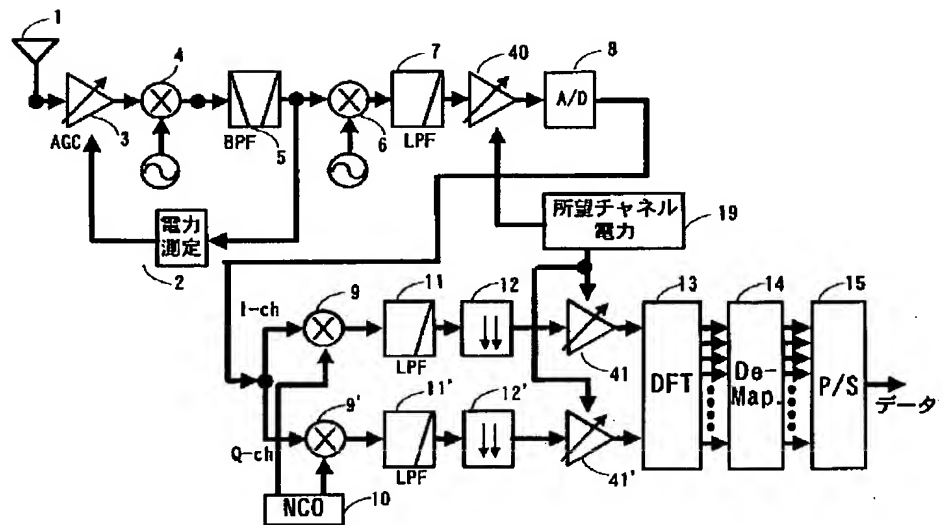 1
4
7
40
8
A/D
AGC
3
BPF
5
6
LPF
電力
測定
2
所望チャネル
電力
19
I-ch
9
11
12
13
14
15
LPF
41
DFT
De-
Map.
P/S
データ
9'
11'
12'
Q-ch
LPF
41'
NCO
10